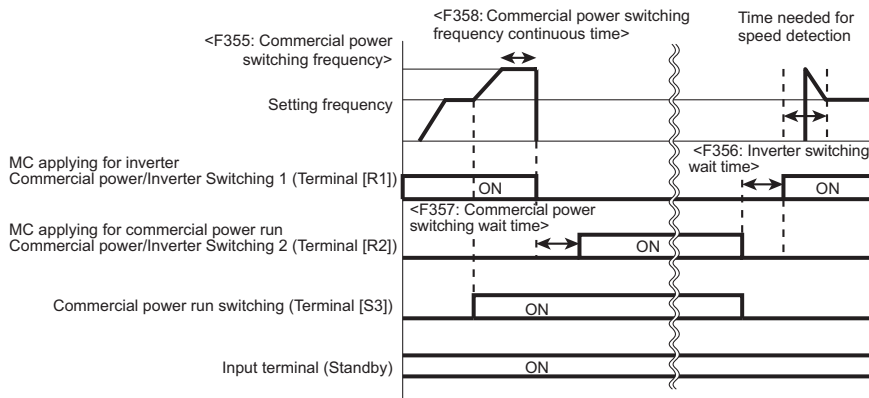 <F358: Commercial power switching
frequency continuous time>
Time needed for
speed detection
<F355: Commercial power
switching frequency>
Setting frequency
<F356: Inverter switching
wait time>
MC applying for inverter
Commercial power/Inverter Switching 1 (Terminal [R1])
ON
ON
<F357: Commercial power
switching wait time>
MC applying for commercial power run
Commercial power/Inverter Switching 2 (Terminal [R2])
ON
Commercial power run switching (Terminal [S3])
ON
Input terminal (Standby)
ON